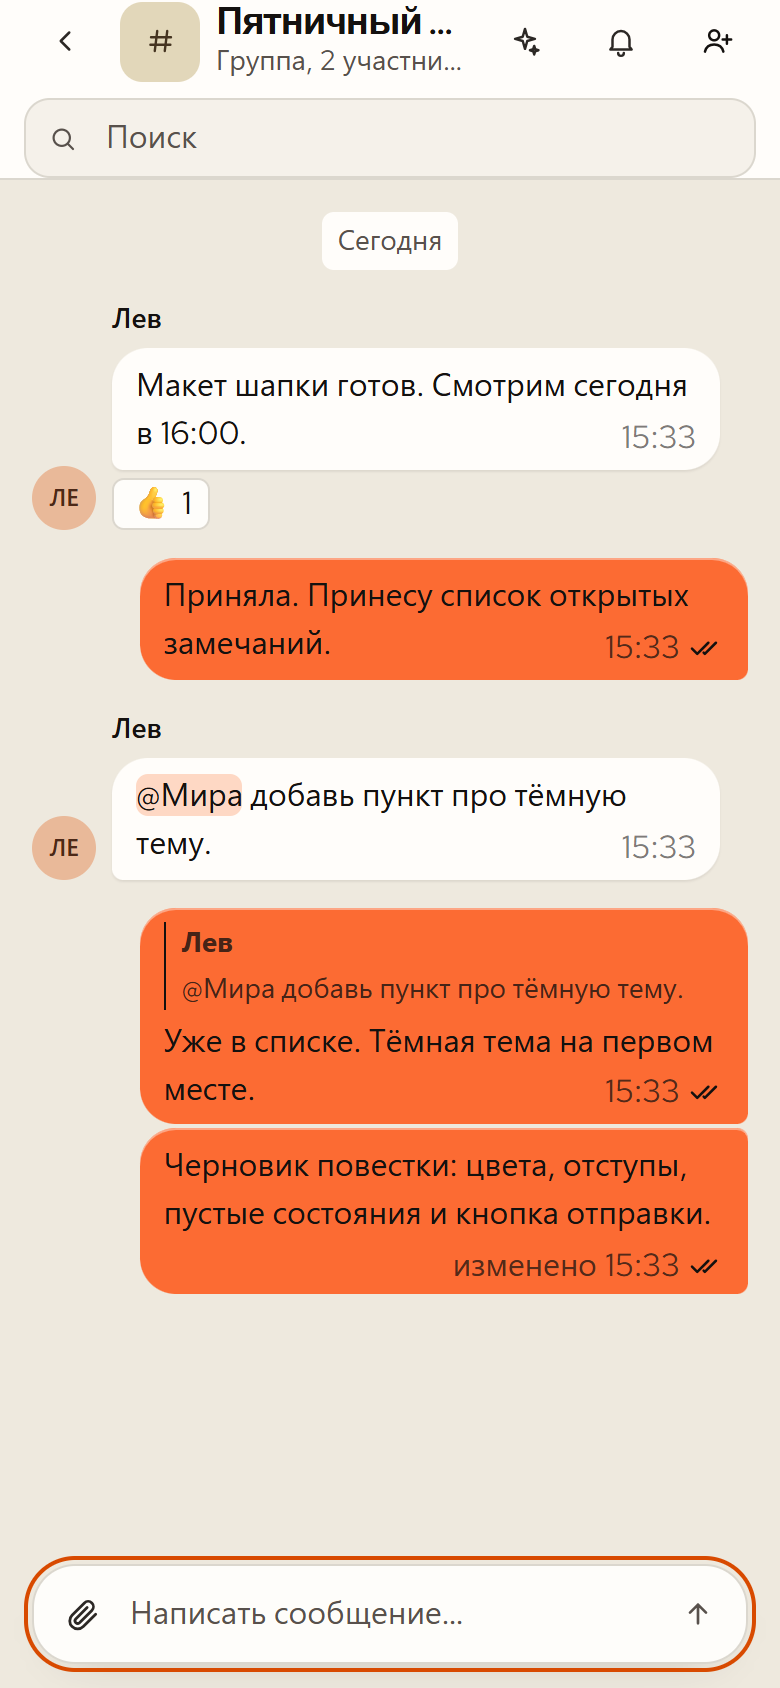 #
Пятничный ...
Группа, 2 участни...
Поиск
Сегодня
Лев
Макет шапки готов. Смотрим сегодня
в 16:00.
15:33
ЛЕ
👍 1
Приняла. Принесу список открытых
замечаний.
15:33
Лев
@Мира добавь пункт про тёмную
тему.
15:33
ЛЕ
Лев
@Мира добавь пункт про тёмную тему.
Уже в списке. Тёмная тема на первом
месте.
15:33
Черновик повестки: цвета, отступы,
пустые состояния и кнопка отправки.
изменено 15:33
Написать сообщение...